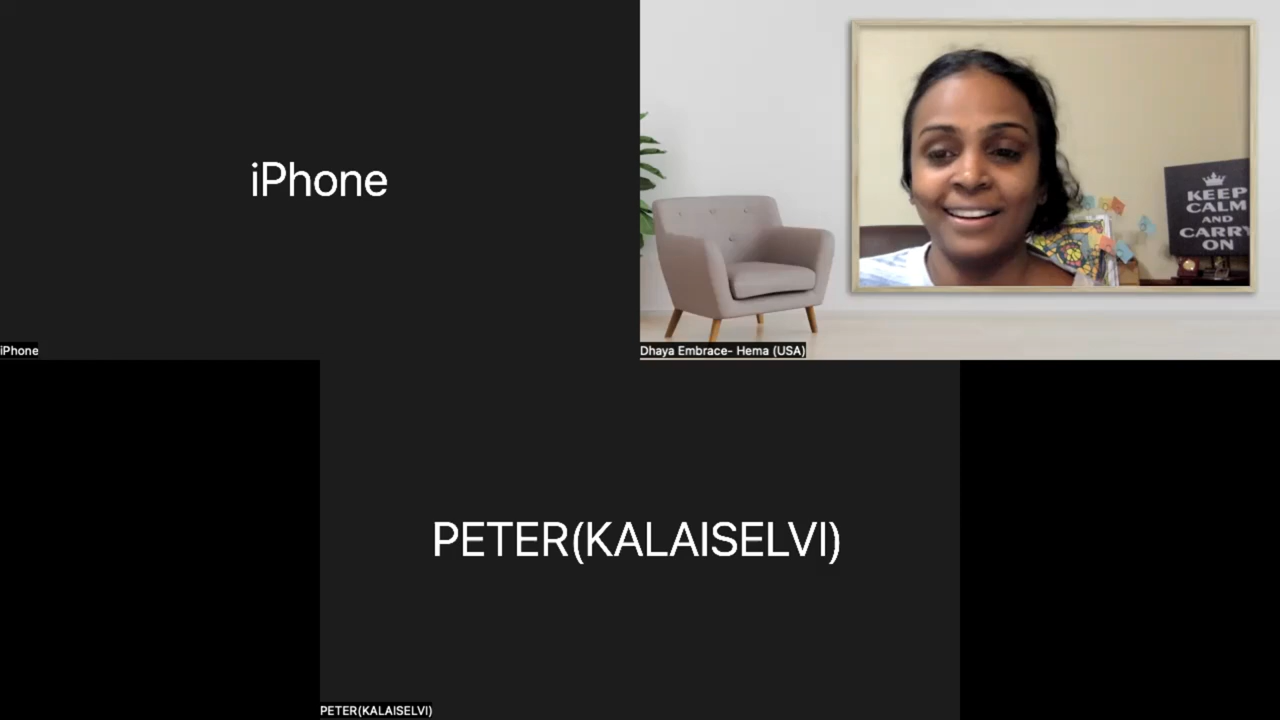 iPhone
iPhone
KEEP
CALM
AND
CARRY
ON
Dhaya Embrace- Hema (USA)
PETER(KALAISELVI)
PETER(KALAISELVI)